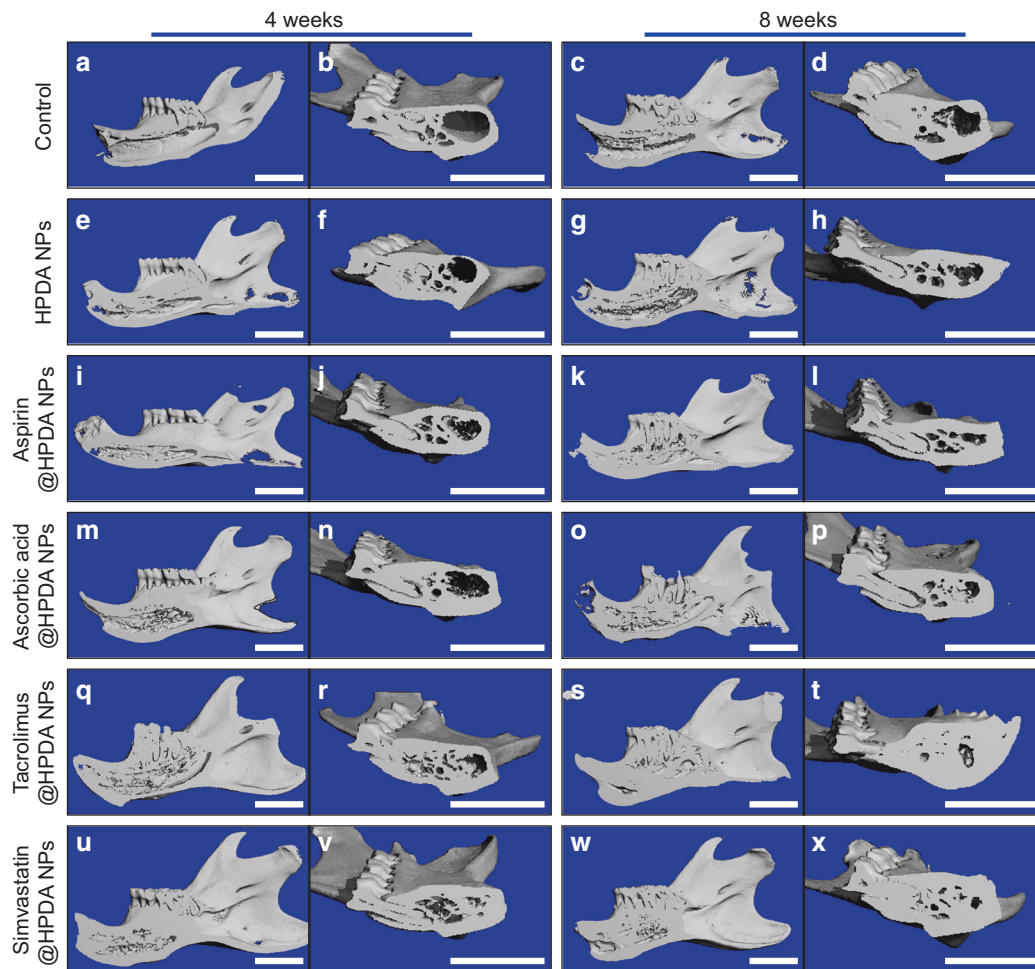 4 weeks
8 weeks
Control
a
b
c
d
HPDA NPs
e
f
g
h
Aspirin
@HPDA NPs
i
j
k
l
Ascorbic acid
@HPDA NPs
m
n
o
p
Tacrolimus
@HPDA NPs
q
r
s
t
Simvastatin
@HPDA NPs
u
v
w
x